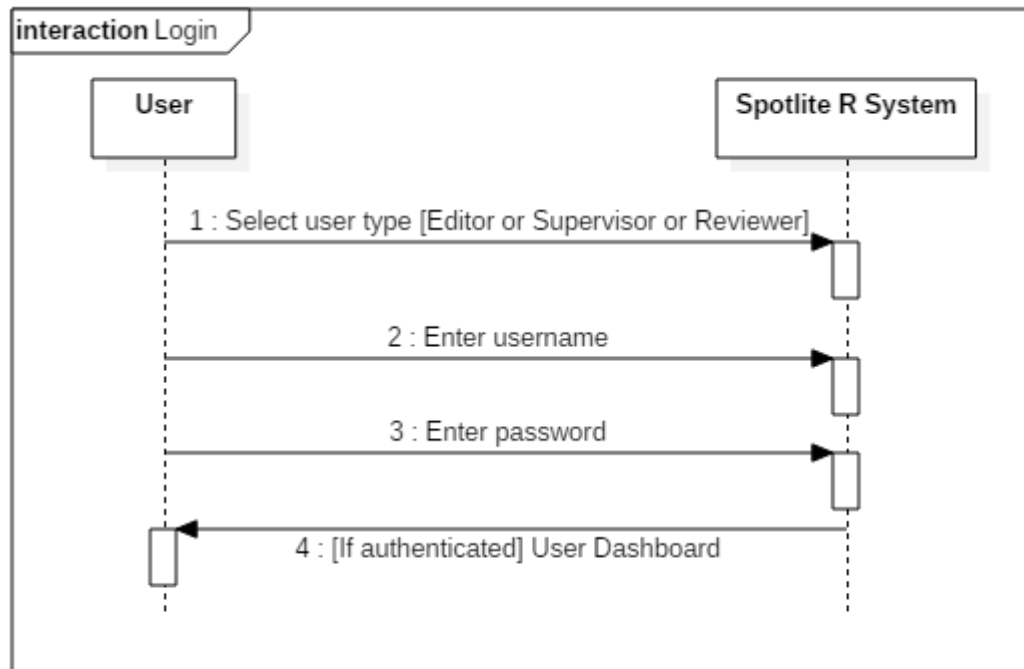 interaction Login
User
Spotlite R System
1 : Select user type [Editor or Supervisor or Reviewer]
2 : Enter username
3 : Enter password
4 : [If authenticated] User Dashboard